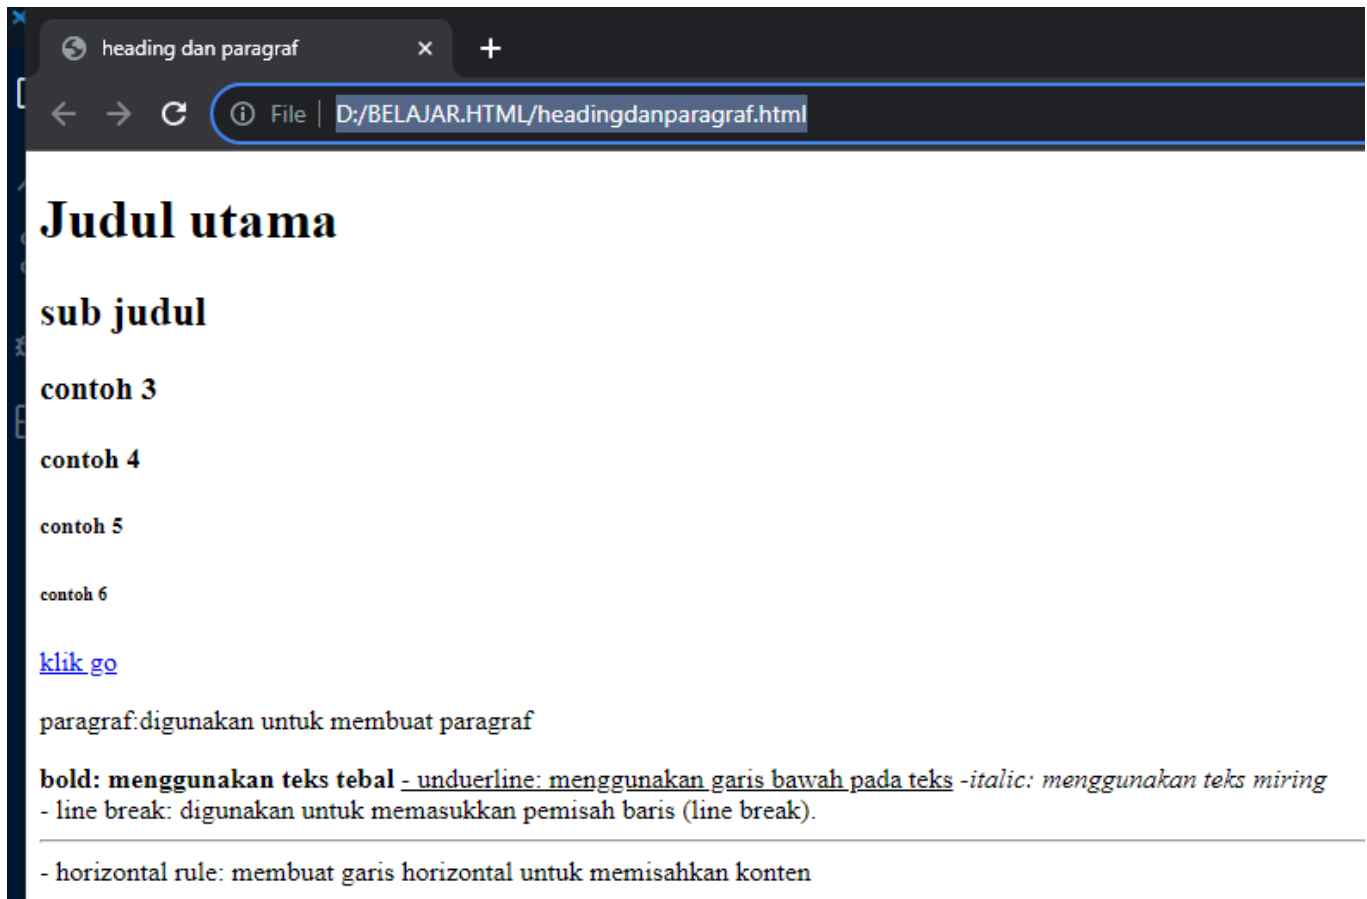 heading dan paragraf
File D:/BELAJAR.HTML/headingdanparagraf.html
Judul utama
sub judul
contoh 3
contoh 4
contoh 5
contoh 6
klik go
paragraf:digunakan untuk membuat paragraf
bold: menggunakan teks tebal - unduerline: menggunakan garis bawah pada teks -italic: menggunakan teks miring
- line break: digunakan untuk memasukkan pemisah baris (line break).
- horizontal rule: membuat garis horizontal untuk memisahkan konten